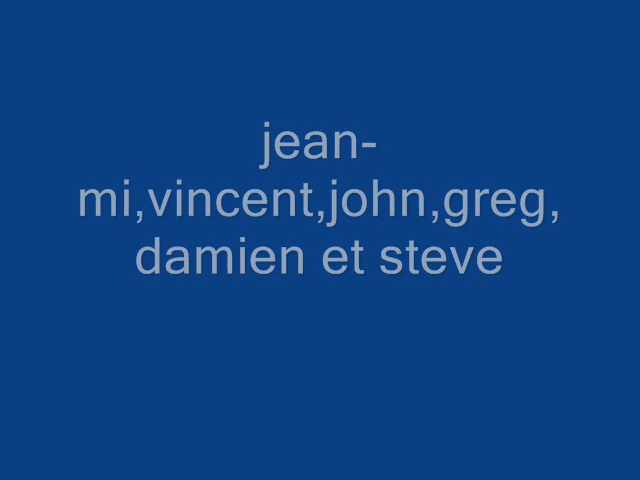 jean-
mi,vincent,john,greg,
damien et steve